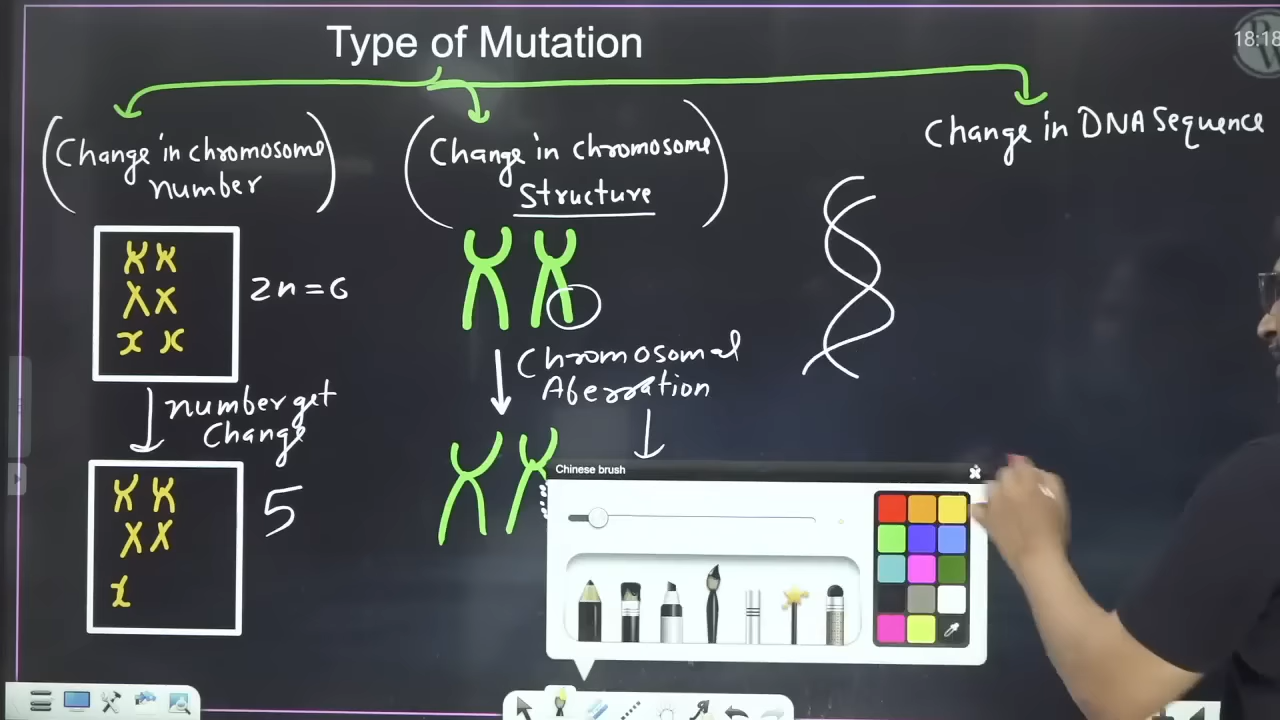 Type of Mutation
18:18
(Change in chromosome
number)
(Change in chromosome
Structure)
Change in DNA Sequence
2n=6
Chromosomal
Aberration
number get
Change
Chinese brush
5